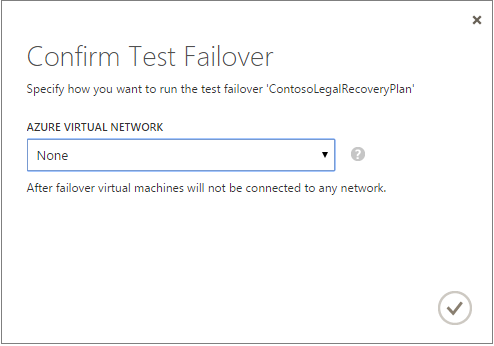 Confirm Test Failover
Specify how you want to run the test failover 'ContosoLegalRecoveryPlan'
AZURE VIRTUAL NETWORK
None
?
After failover virtual machines will not be connected to any network.